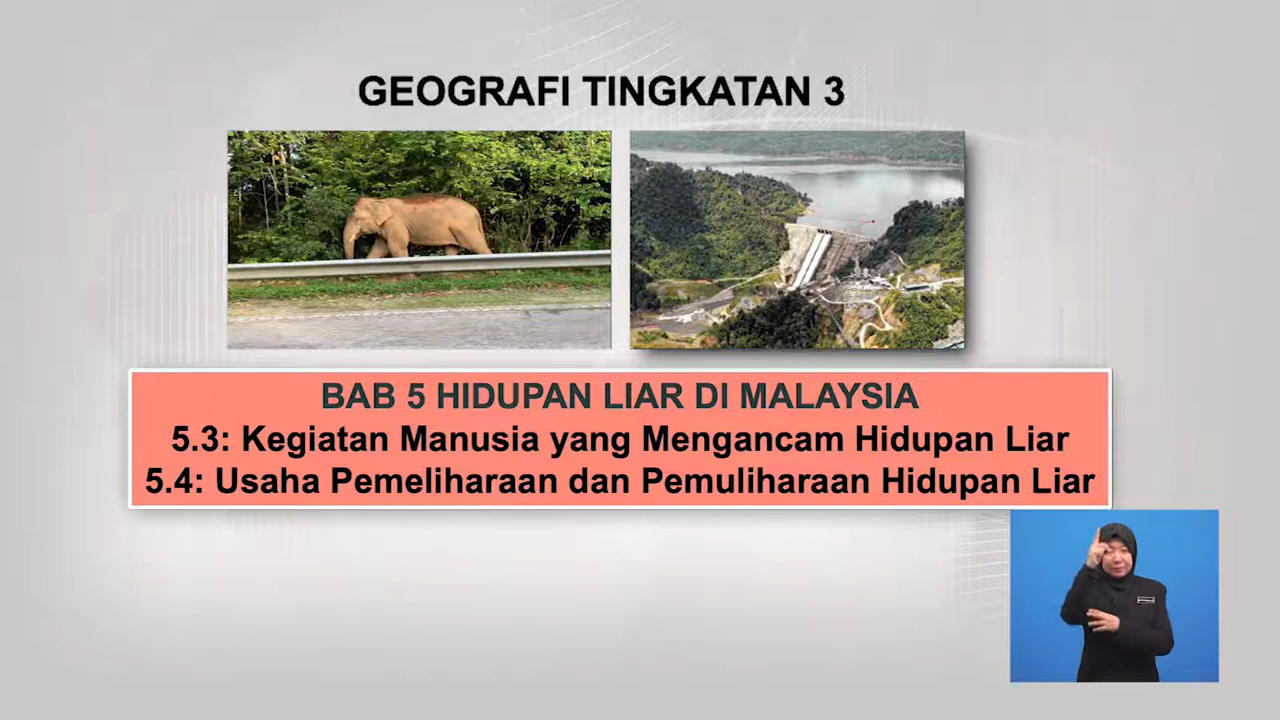 GEOGRAFI TINGKATAN 3
BAB 5 HIDUPAN LIAR DI MALAYSIA
5.3: Kegiatan Manusia yang Mengancam Hidupan Liar
5.4: Usaha Pemeliharaan dan Pemuliharaan Hidupan Liar